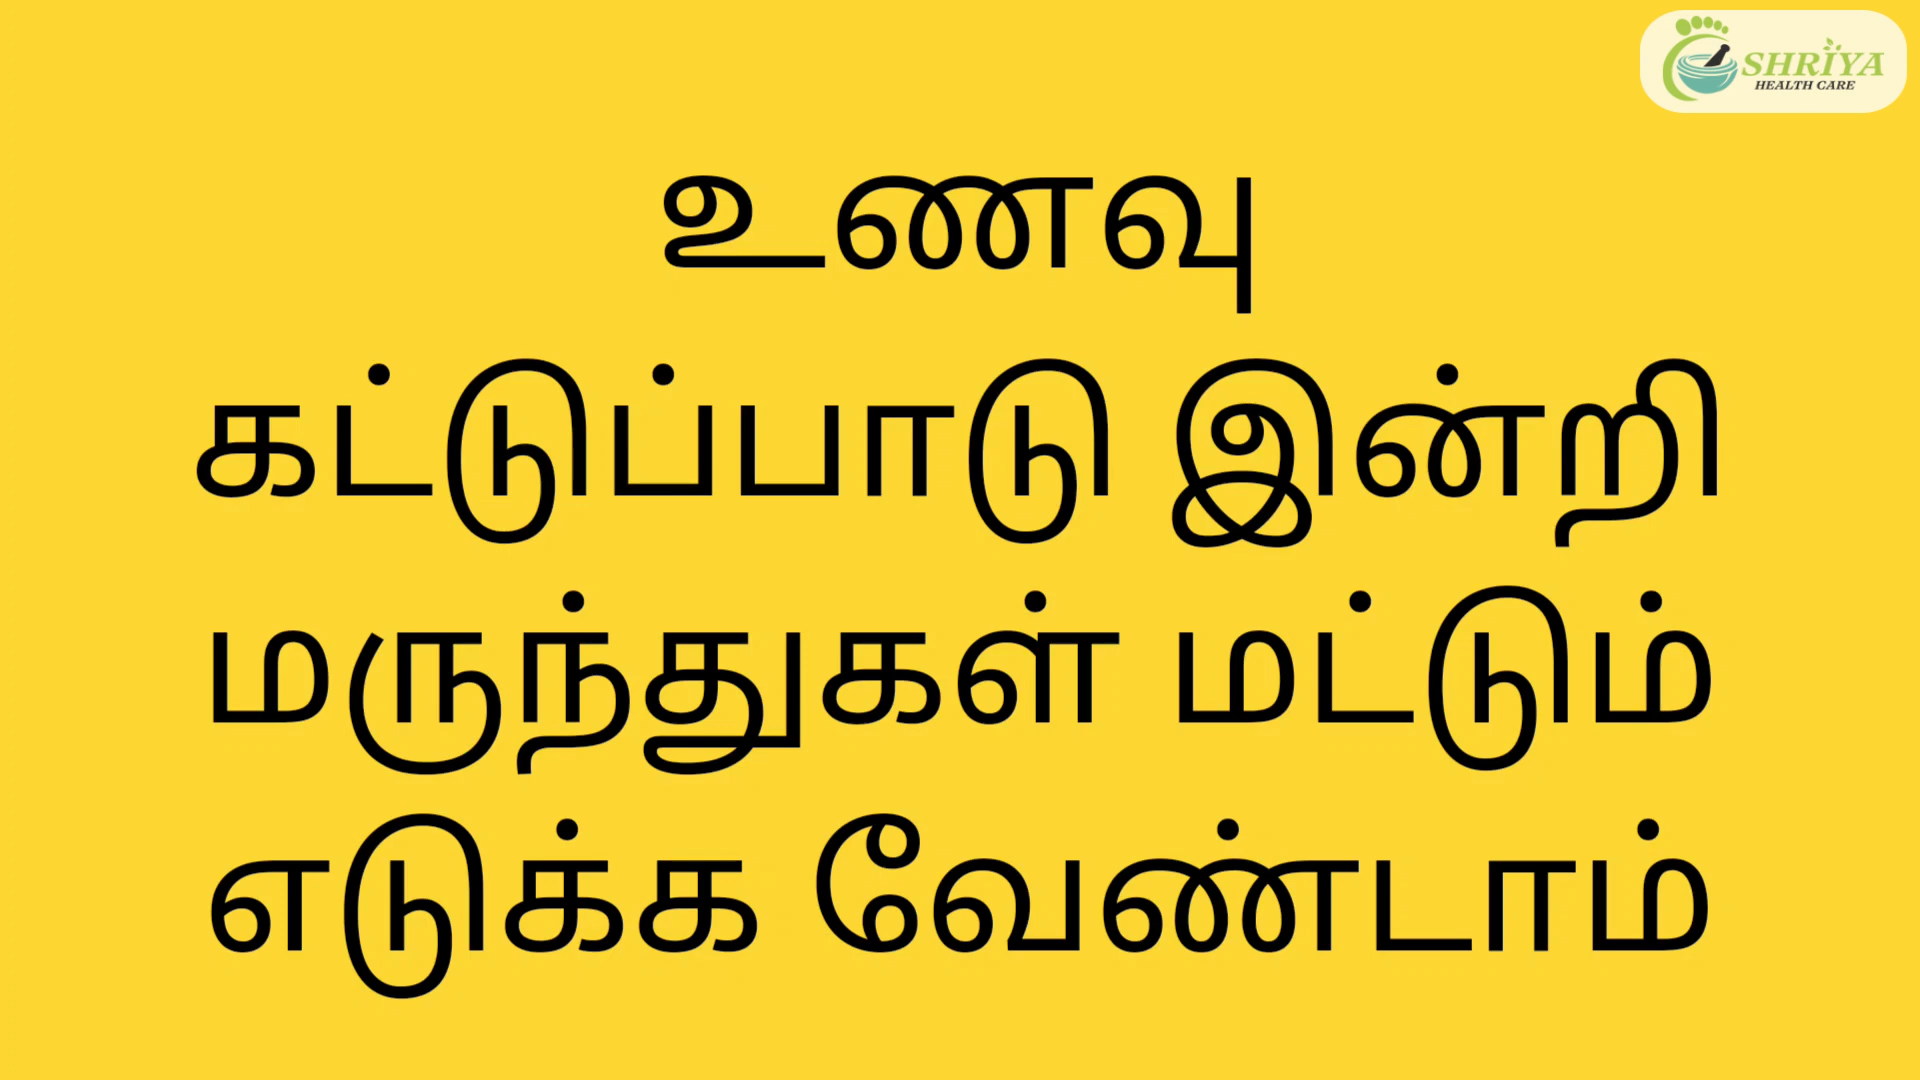 SHRIYA
HEALTH CARE
உணவு
கட்டுப்பாடு இன்றி
மருந்துகள் மட்டும்
எடுக்க வேண்டாம்